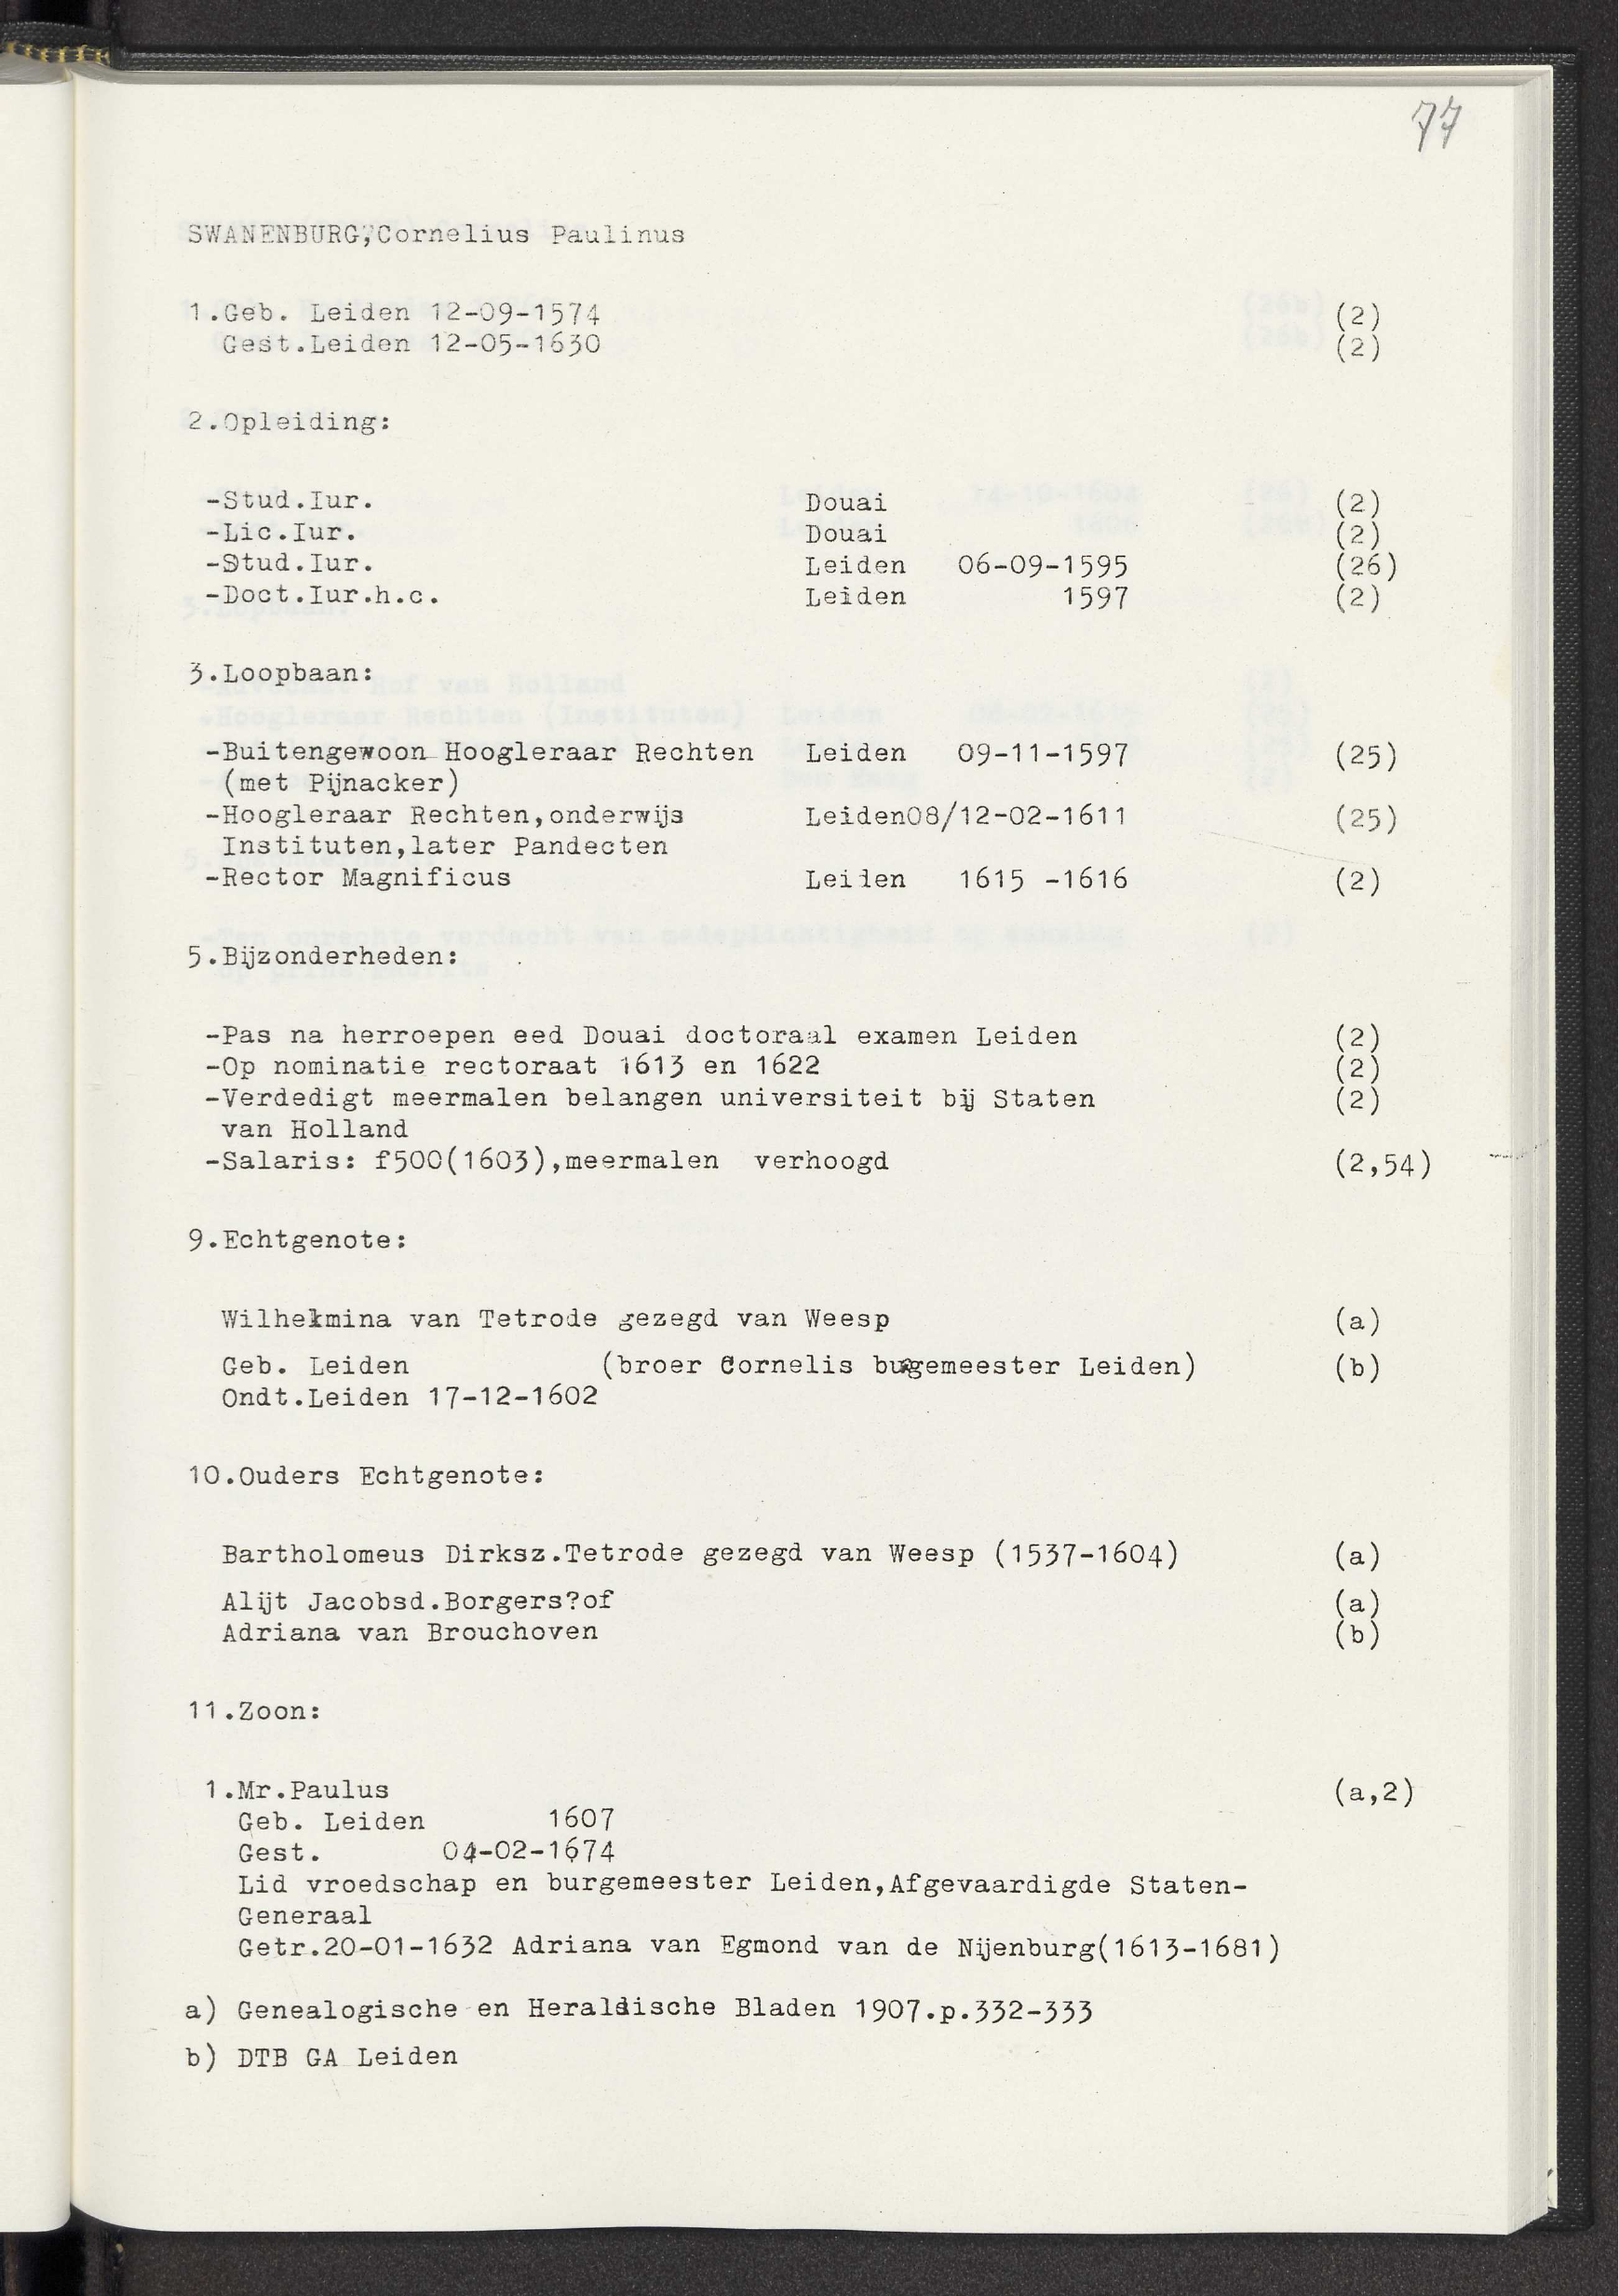 77
SWANENBURG,Cornelius Paulinus
1.Geb. Leiden 12-09-1574 (2)
Gest.Leiden 12-05-1630 (2)
2.Opleiding:
-Stud.Iur. Douai (2)
-Lic.Iur. Douai (2)
-Stud.Iur. Leiden 06-09-1595 (26)
-Doct.Iur.h.c. Leiden 1597 (2)
3.Loopbaan:
-Buitengewoon Hoogleraar Rechten Leiden 09-11-1597 (25)
(met Pijnacker)
-Hoogleraar Rechten,onderwijs Leiden08/12-02-1611 (25)
Instituten,later Pandecten
-Rector Magnificus Leiden 1615 -1616 (2)
5.Bijzonderheden:
-Pas na herroepen eed Douai doctoraal examen Leiden (2)
-Op nominatie rectoraat 1613 en 1622 (2)
-Verdedigt meermalen belangen universiteit bij Staten (2)
van Holland
-Salaris: f500(1603),meermalen verhoogd (2,54)
9.Echtgenote:
Wilhelmina van Tetrode gezegd van Weesp (a)
Geb. Leiden (broer Cornelis burgemeester Leiden) (b)
Ondt.Leiden 17-12-1602
10.Ouders Echtgenote:
Bartholomeus Dirksz.Tetrode gezegd van Weesp (1537-1604) (a)
Alijt Jacobsd.Borgers?of (a)
Adriana van Brouchoven (b)
11.Zoon:
1.Mr.Paulus (a,2)
Geb. Leiden 1607
Gest. 04-02-1674
Lid vroedschap en burgemeester Leiden,Afgevaardigde Staten-
Generaal
Getr.20-01-1632 Adriana van Egmond van de Nijenburg(1613-1681)
a) Genealogische en Heraldische Bladen 1907.p.332-333
b) DTB GA Leiden